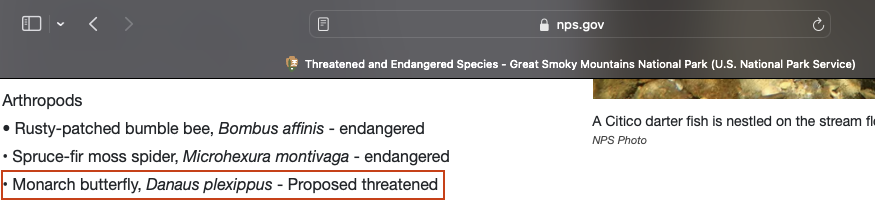 nps.gov
Threatened and Endangered Species - Great Smoky Mountains National Park (U.S. National Park Service)
Arthropods
• Rusty-patched bumble bee, Bombus affinis - endangered
• Spruce-fir moss spider, Microhexura montivaga - endangered
• Monarch butterfly, Danaus plexippus - Proposed threatened
A Citico darter fish is nestled on the stream
NPS Photo